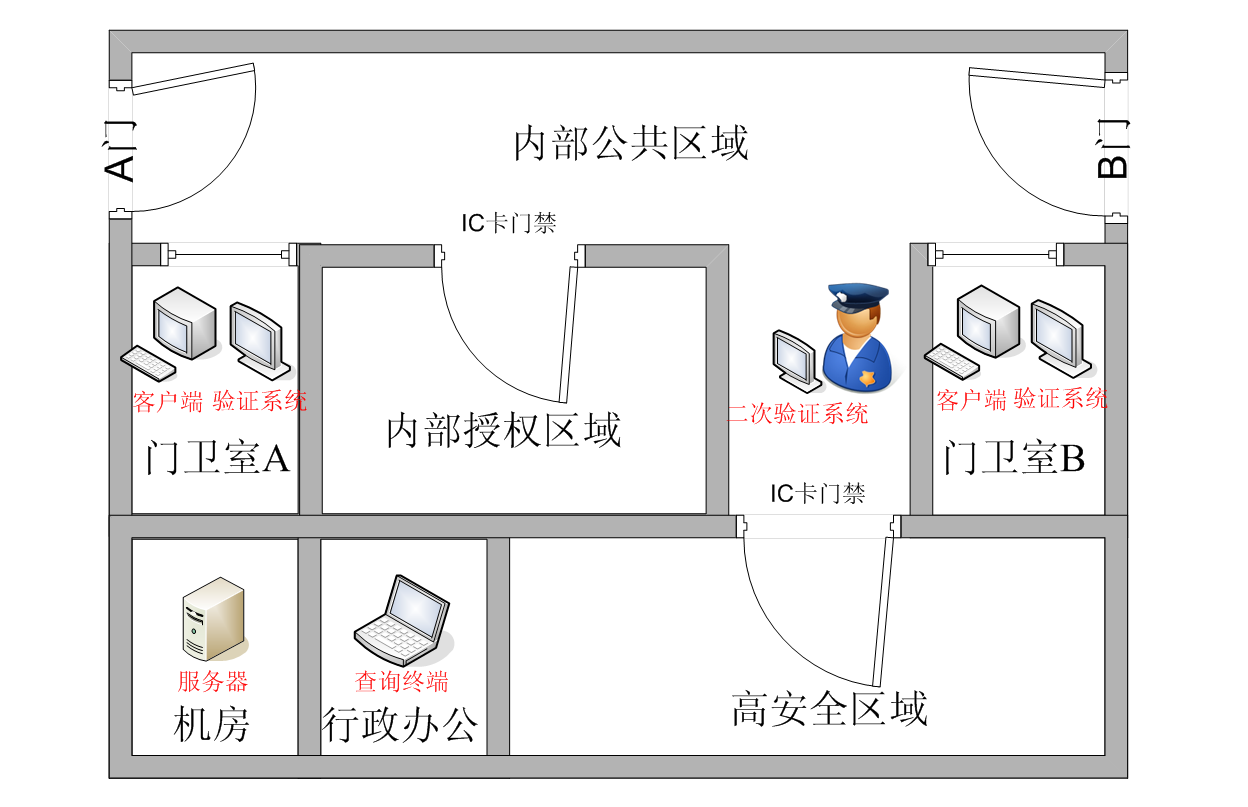 内部公共区域
A门
B门
IC卡门禁
客户端 验证系统
门卫室A
内部授权区域
二次验证系统
客户端 验证系统
门卫室B
IC卡门禁
服务器
机房
查询终端
行政办公
高安全区域